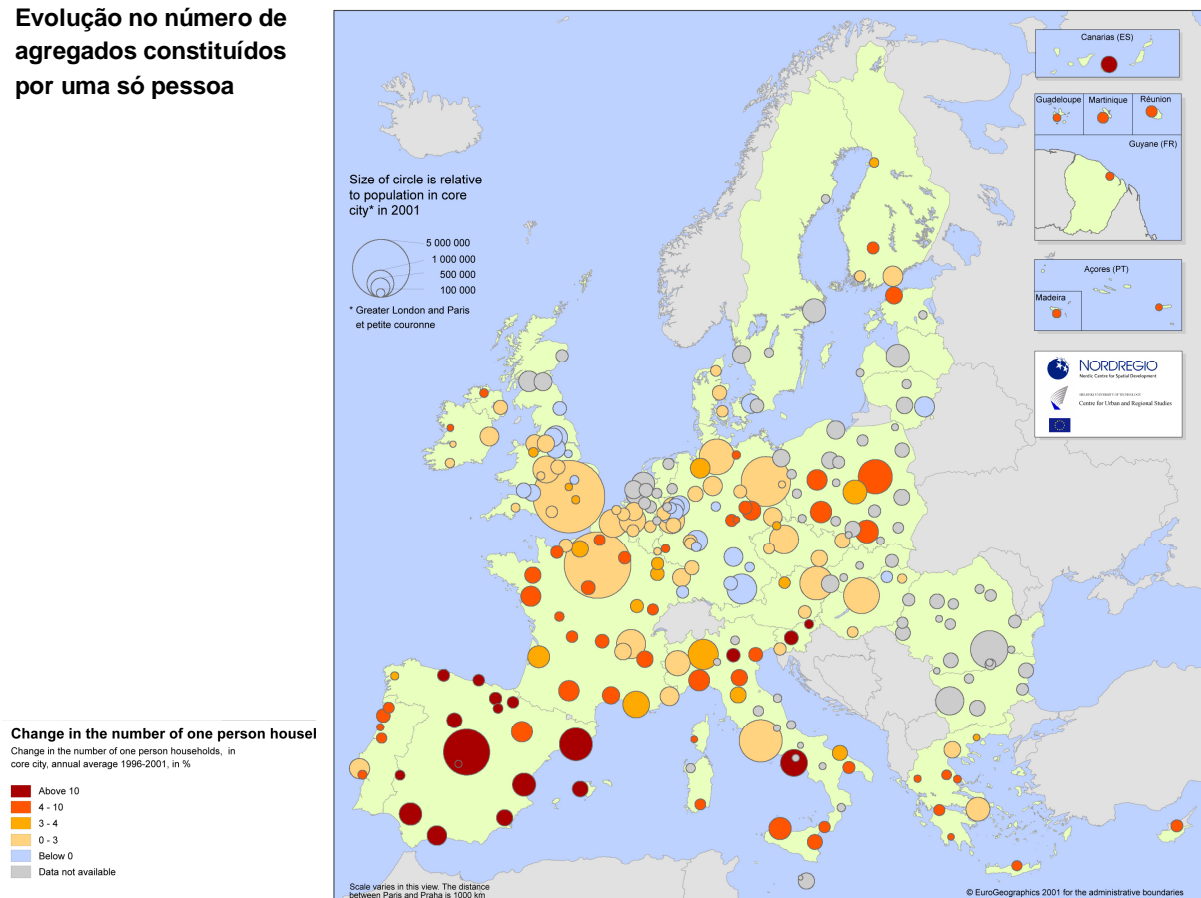 Evolução no número de
agregados constituídos
por uma só pessoa
Size of circle is relative
to population in core
city* in 2001
5 000 000
1 000 000
500 000
100 000
* Greater London and Paris
et petite couronne
Canarias (ES)
Guadeloupe
Martinique
Réunion
Guyane (FR)
Açores (PT)
Madeira
NORDREGIO
Nordic Centre for Spatial Development
HELSINKI UNIVERSITY OF TECHNOLOGY
Centre for Urban and Regional Studies
Change in the number of one person housel
Change in the number of one person households, in
core city, annual average 1996-2001, in %
Above 10
4 - 10
3 - 4
0 - 3
Below 0
Data not available
Scale varies in this view. The distance
between Paris and Praha is 1000 km
© EuroGeographics 2001 for the administrative boundaries